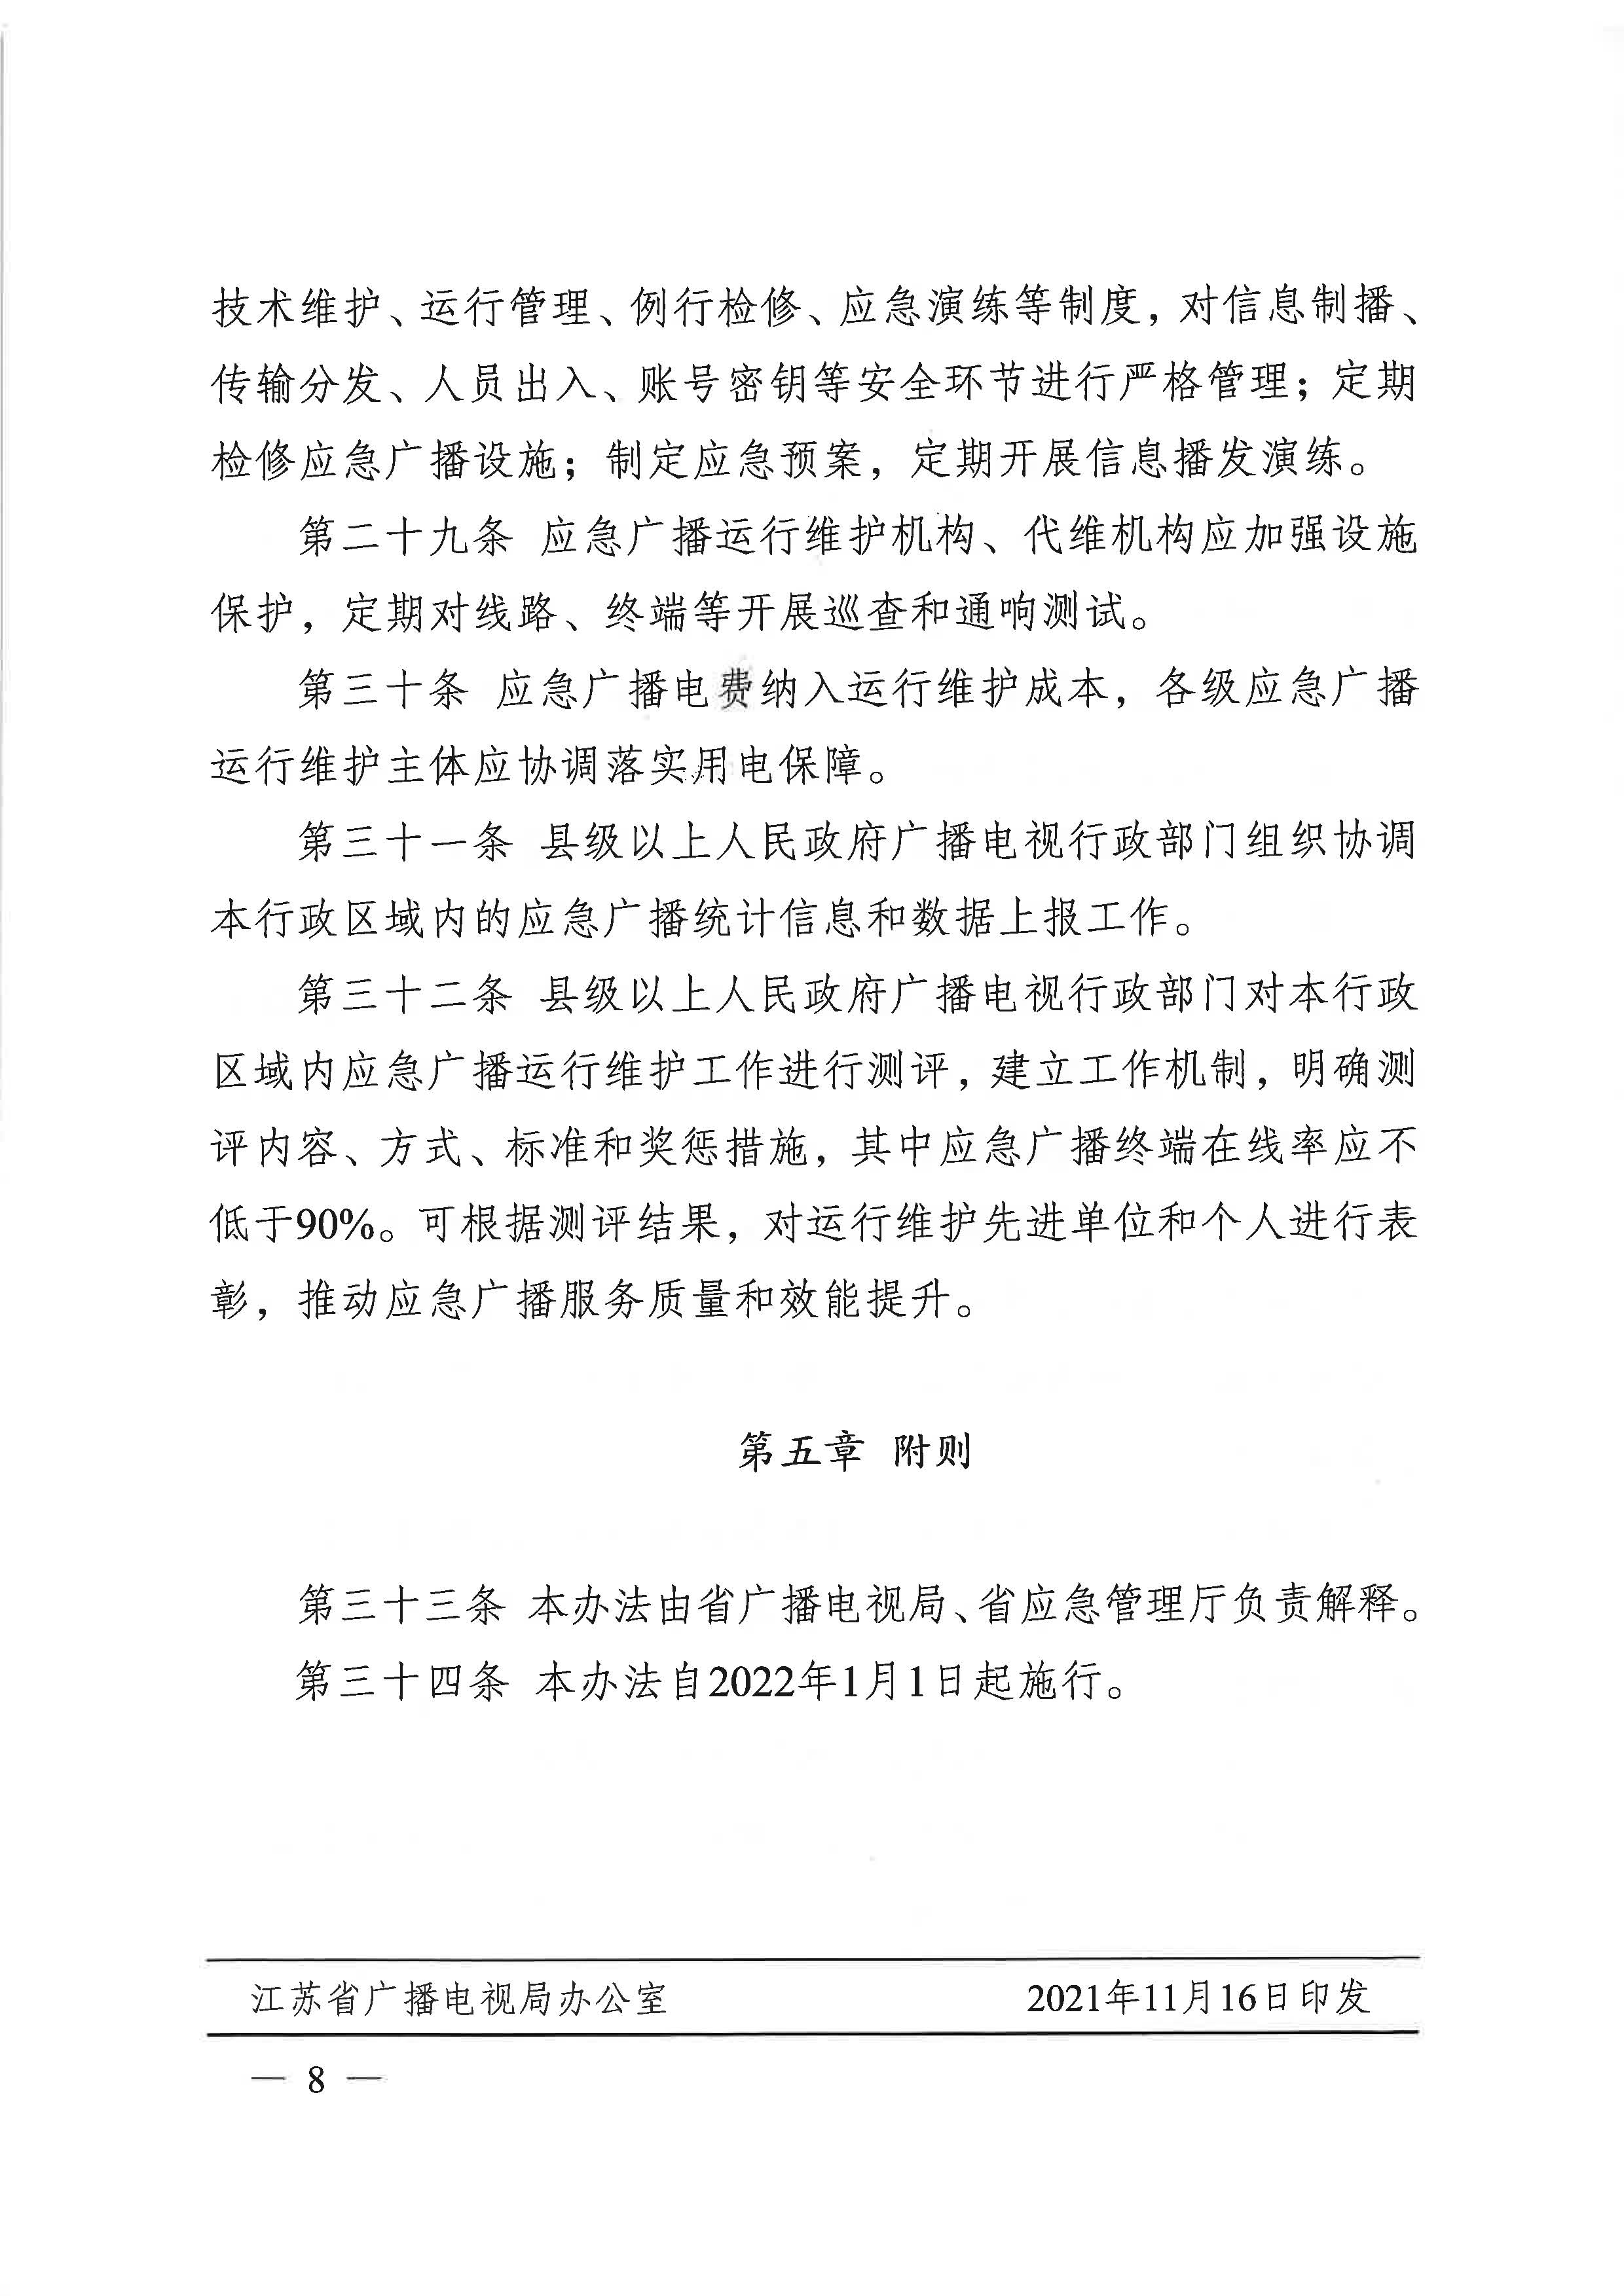 技术维护、运行管理、例行检修、应急演练等制度，对信息制播、
传输分发、人员出入、账号密钥等安全环节进行严格管理；定期
检修应急广播设施；制定应急预案，定期开展信息播发演练。
第二十九条 应急广播运行维护机构、代维机构应加强设施
保护，定期对线路、终端等开展巡查和通响测试。
第三十条 应急广播电费纳入运行维护成本，各级应急广播
运行维护主体应协调落实用电保障。
第三十一条 县级以上人民政府广播电视行政部门组织协调
本行政区域内的应急广播统计信息和数据上报工作。
第三十二条 县级以上人民政府广播电视行政部门对本行政
区域内应急广播运行维护工作进行测评，建立工作机制，明确测
评内容、方式、标准和奖惩措施，其中应急广播终端在线率应不
低于90%。可根据测评结果，对运行维护先进单位和个人进行表
彰，推动应急广播服务质量和效能提升。
第五章 附则
第三十三条 本办法由省广播电视局、省应急管理厅负责解释。
第三十四条 本办法自2022年1月1日起施行。
江苏省广播电视局办公室 2021年11月16日印发
— 8 —